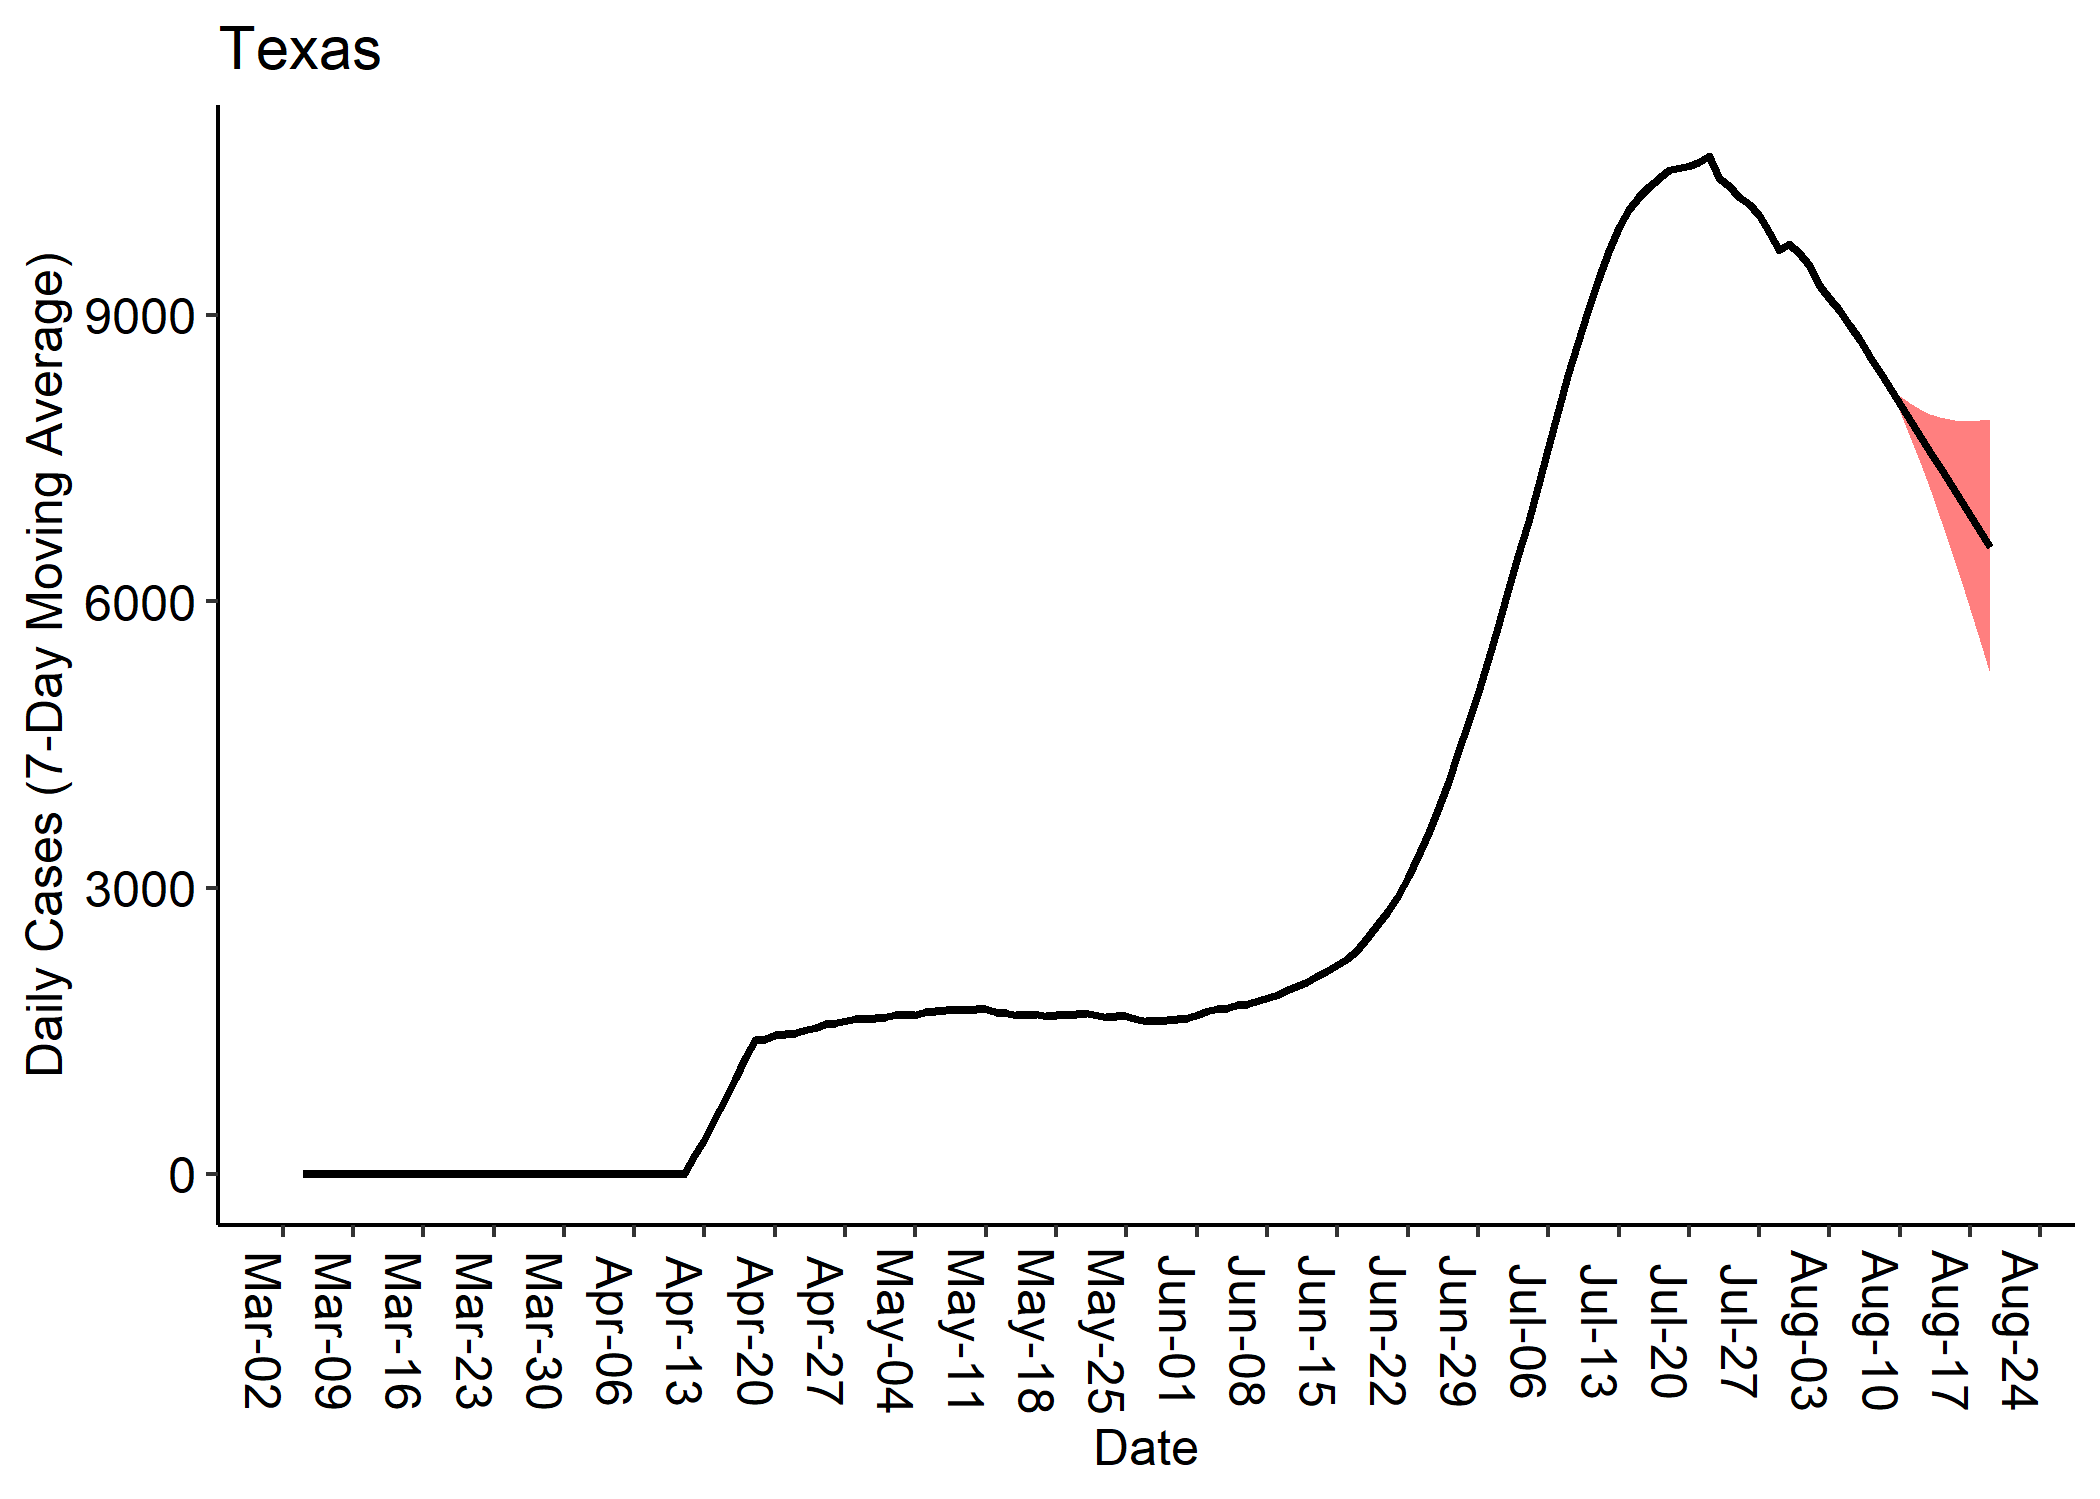 Texas
Daily Cases (7-Day Moving Average)
9000
6000
3000
0
Mar-02
Mar-09
Mar-16
Mar-23
Mar-30
Apr-06
Apr-13
Apr-20
Apr-27
May-04
May-11
May-18
May-25
Jun-01
Jun-08
Jun-15
Jun-22
Jun-29
Jul-06
Jul-13
Jul-20
Jul-27
Aug-03
Aug-10
Aug-17
Aug-24
Date